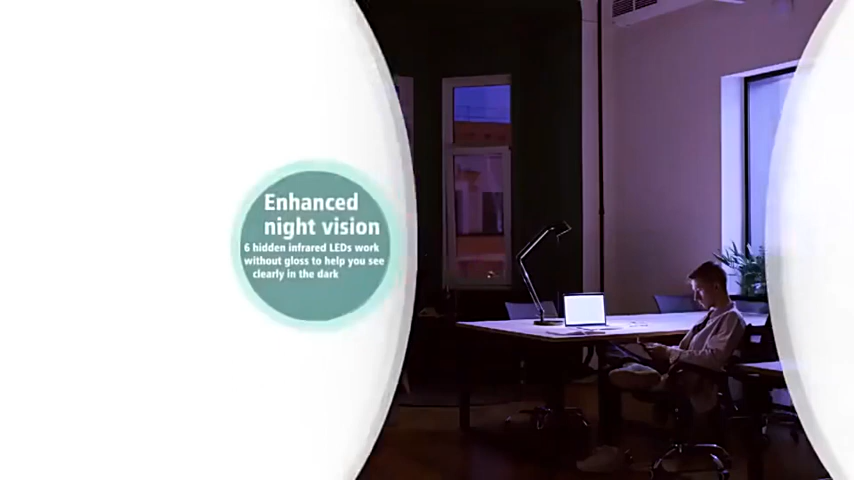 Enhanced
night vision
6 hidden infrared LEDs work
without gloss to help you see
clearly in the dark